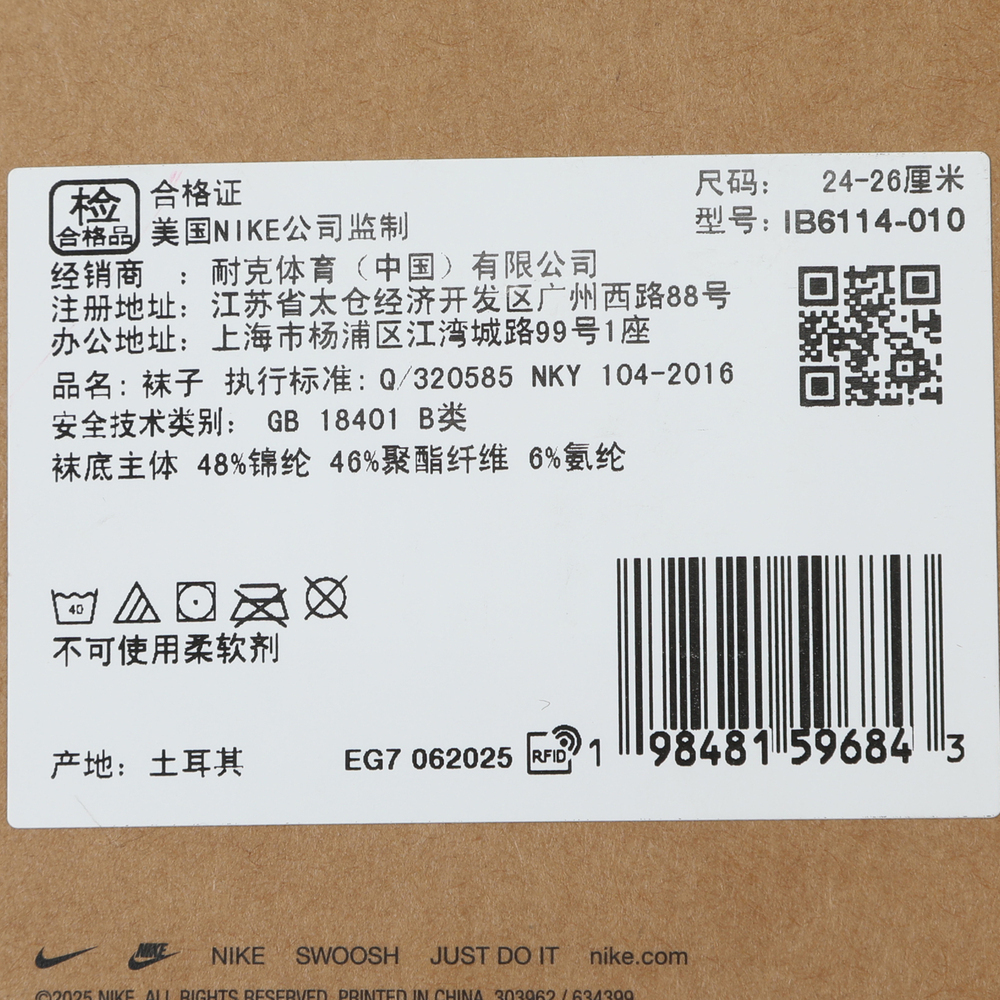 检
合格品
合格证
美国NIKE公司监制
尺码： 24-26厘米
型号：IB6114-010
经销商 ： 耐克体育（中国）有限公司
注册地址： 江苏省太仓经济开发区广州西路88号
办公地址： 上海市杨浦区江湾城路99号1座
品名：袜子 执行标准：Q/320585 NKY 104-2016
安全技术类别： GB 18401 B类
袜底主体 48%锦纶 46%聚酯纤维 6%氨纶
40
不可使用柔软剂
产地： 土耳其
EG7 062025
RFID
1 98481 59684 3
NIKE
NIKE SWOOSH JUST DO IT nike.com
©2025 NIKE, ALL RIGHTS RESERVED. PRINTED IN CHINA. 303962 / 634399